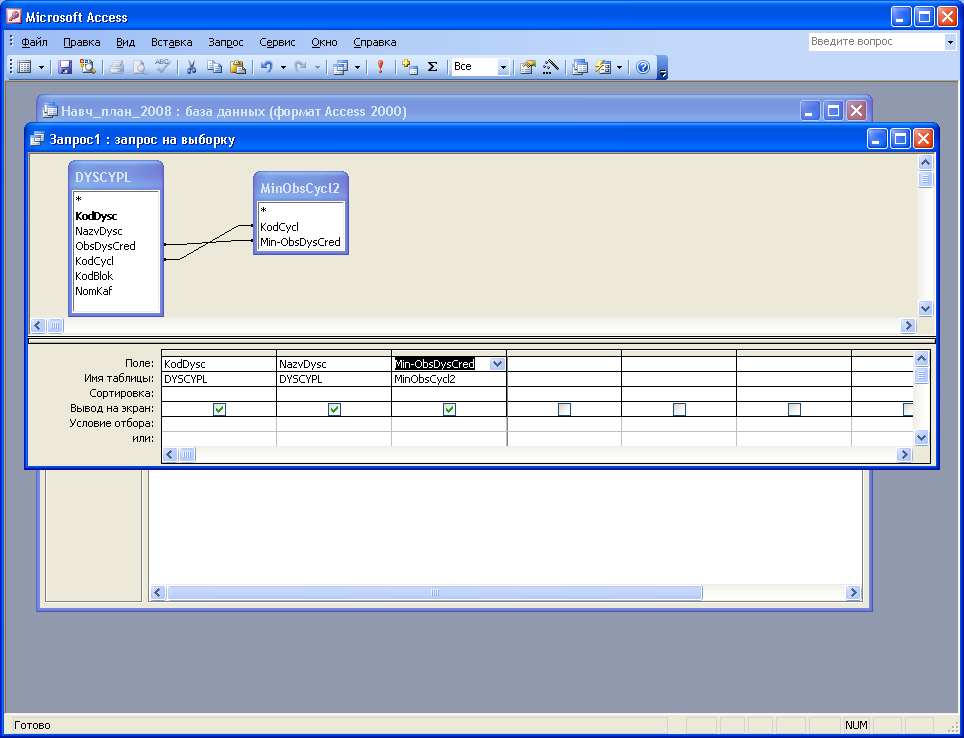 Microsoft Access
Файл Правка Вид Вставка Запрос Сервис Окно Справка
Введите вопрос
Все
Навч_план_2008 : база данных (формат Access 2000)
Запрос1 : запрос на выборку
DYSCYPL
*
KodDysc
NazvDysc
ObsDysCred
KodCycl
KodBlok
NomKaf
MinObsCycl2
*
KodCycl
Min-ObsDysCred
Поле: KodDysc NazvDysc Min-ObsDysCred
Имя таблицы: DYSCYPL DYSCYPL MinObsCycl2
Сортировка:
Вывод на экран:
Условие отбора:
или:
Готово
NUM